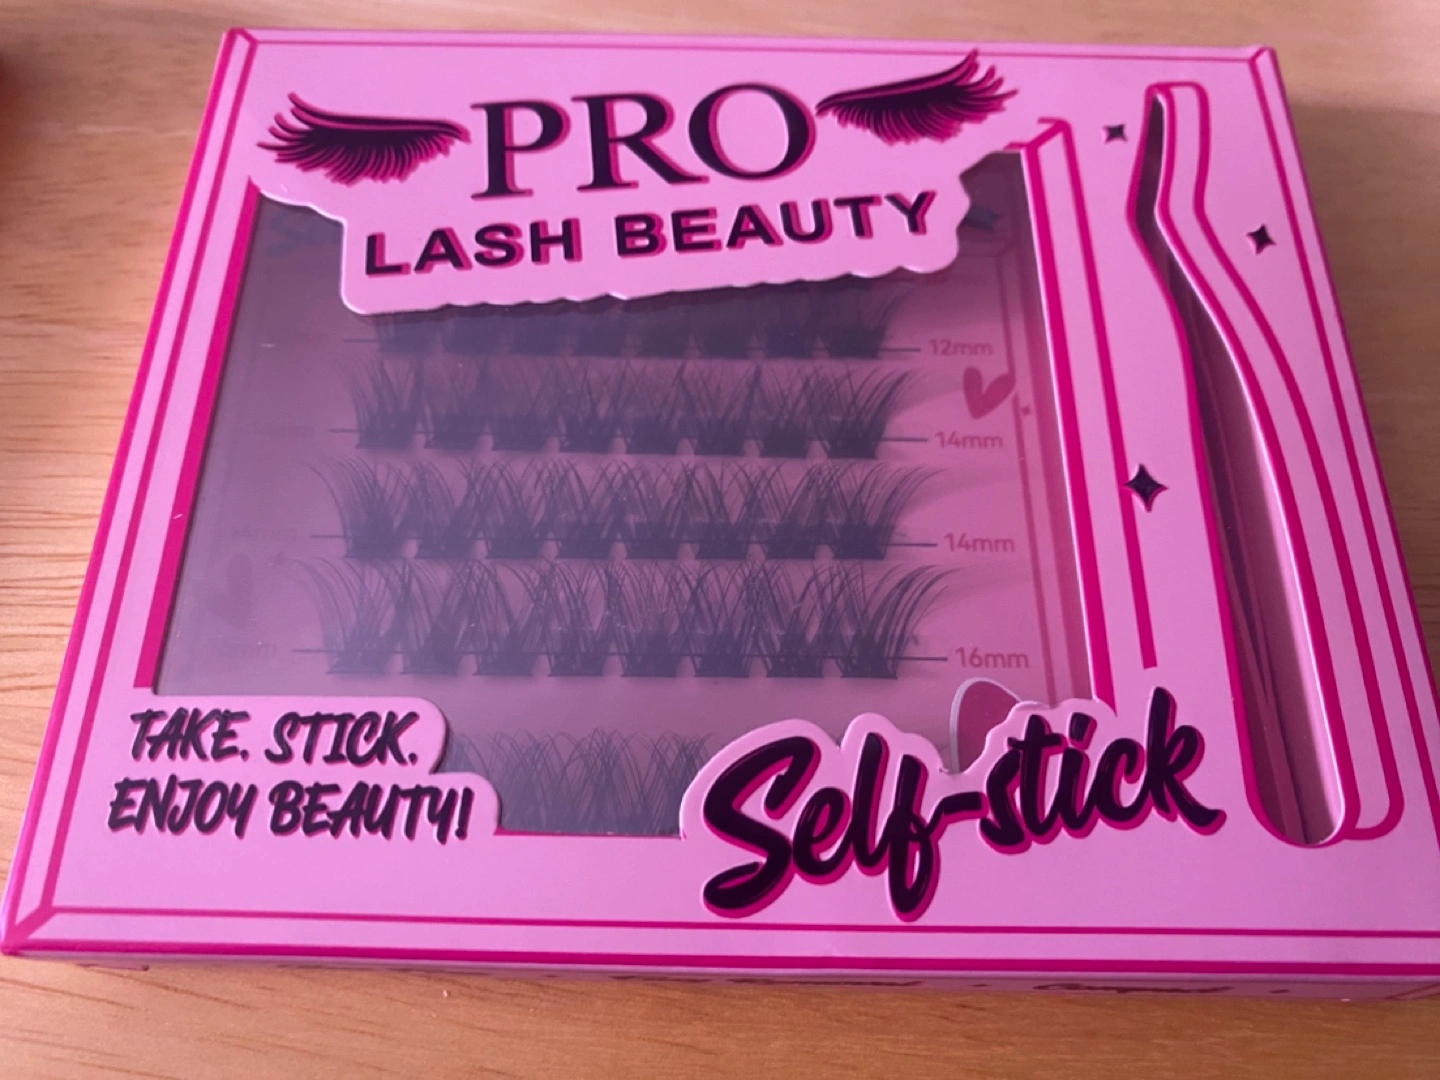 PRO
LASH BEAUTY
12mm
14mm
14mm
16mm
TAKE. STICK.
ENJOY BEAUTY!
Self-stick